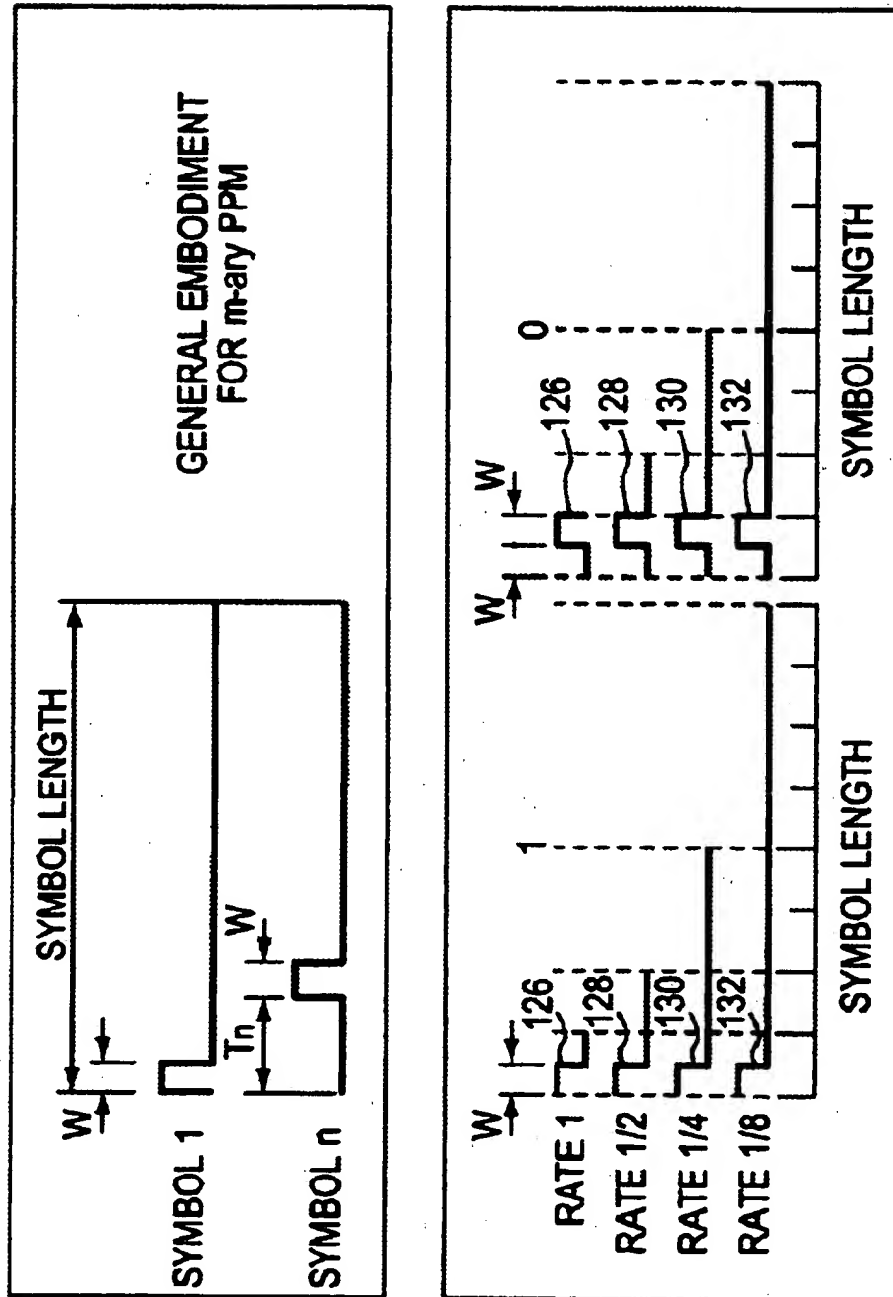 SYMBOL LENGTH
W
SYMBOL 1
Tn
W
SYMBOL n
GENERAL EMBODIMENT
FOR m-ary PPM
W
1
RATE 1
126
RATE 1/2
128
RATE 1/4
130
RATE 1/8
132
SYMBOL LENGTH
W
W
0
126
128
130
132
SYMBOL LENGTH